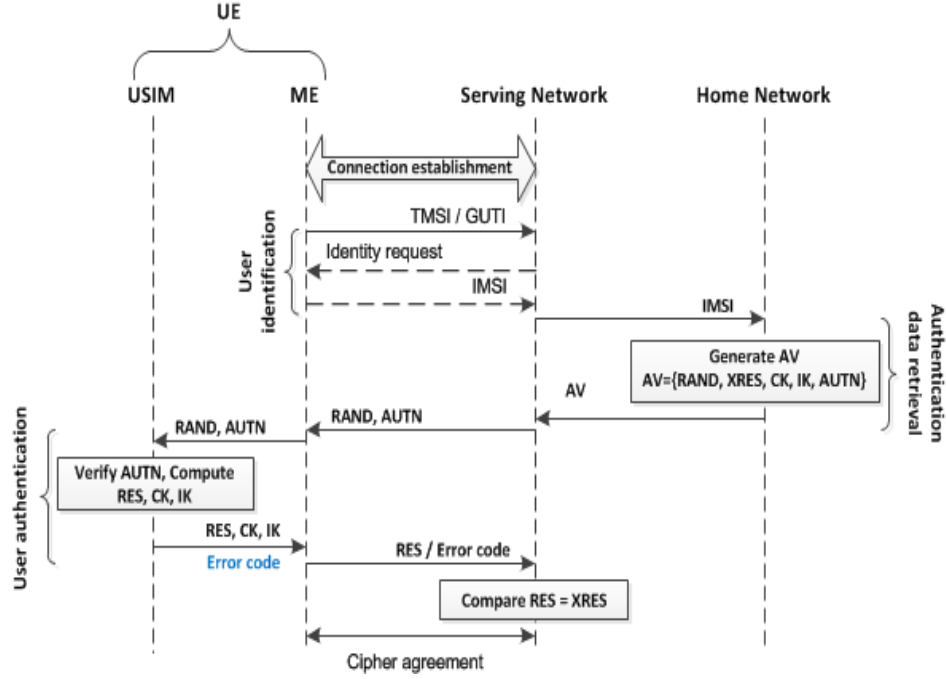 UE
USIM
ME
Serving Network
Home Network
Connection establishment
TMSI / GUTI
Identity request
IMSI
User
identification
IMSI
Generate AV
AV={RAND, XRES, CK, IK, AUTN}
Authentication
data retrieval
AV
RAND, AUTN
RAND, AUTN
Verify AUTN, Compute
RES, CK, IK
User authentication
RES, CK, IK
Error code
RES / Error code
Compare RES = XRES
Cipher agreement